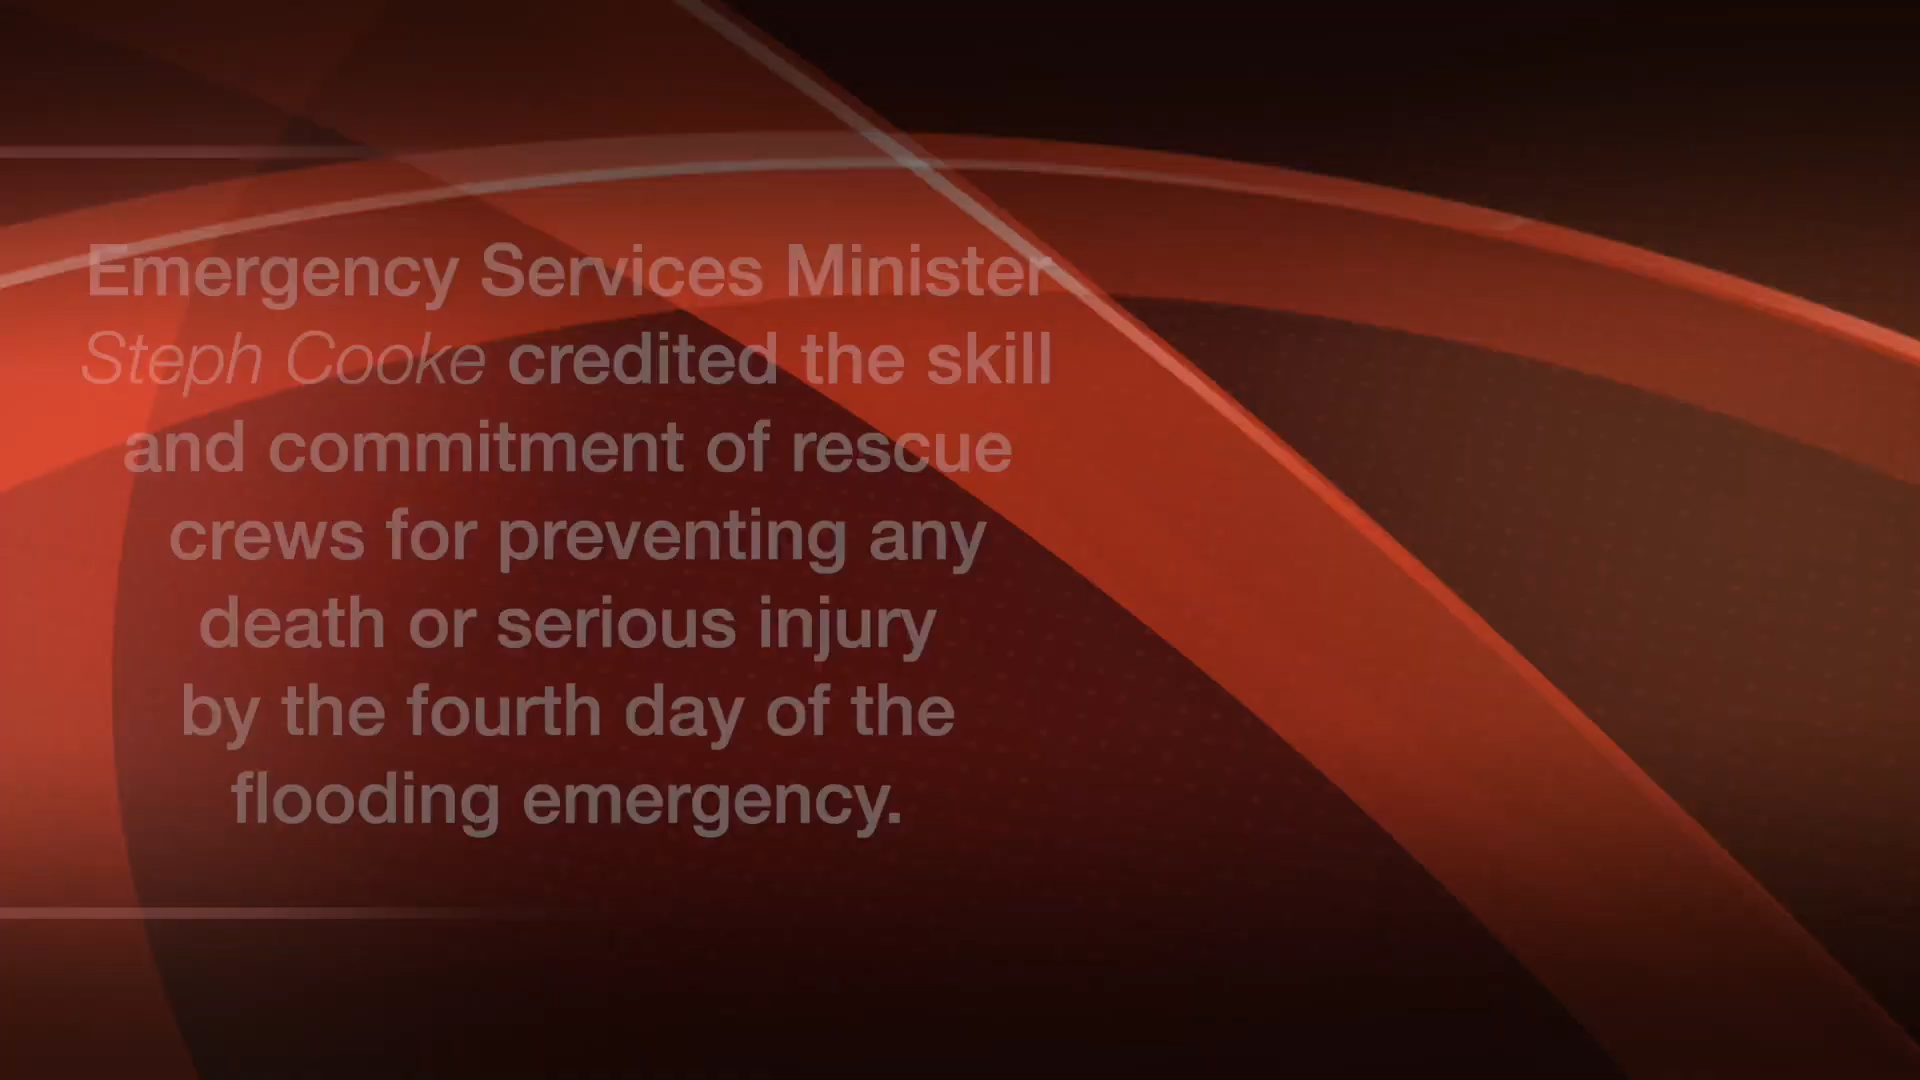 Emergency Services Minister
Steph Cooke credited the skill
and commitment of rescue
crews for preventing any
death or serious injury
by the fourth day of the
flooding emergency.